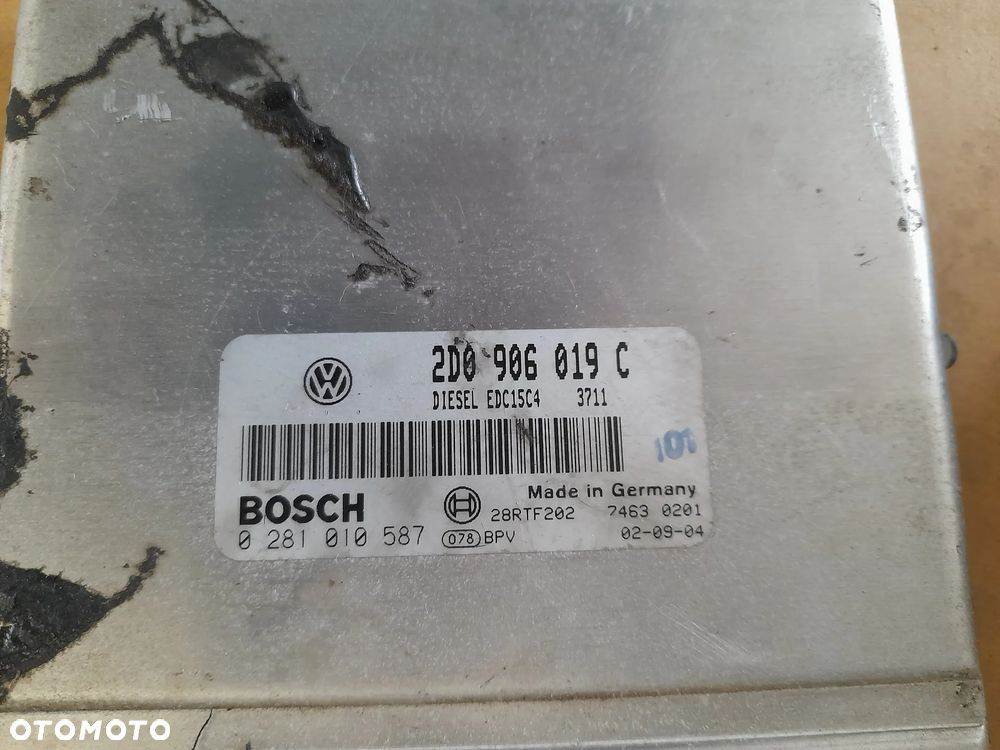 2D0 906 019 C
DIESEL EDC15C4 3711
101
BOSCH
Made in Germany
28RTF202 7463 0201
0 281 010 587 078 BPV 02-09-04
OTOMOTO